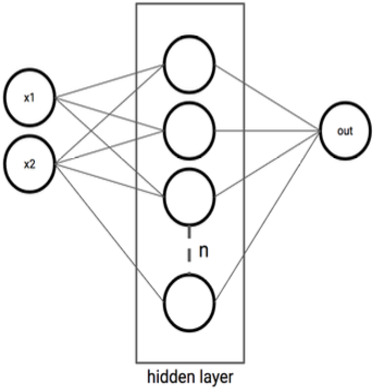 x1
x2
out
n
hidden layer